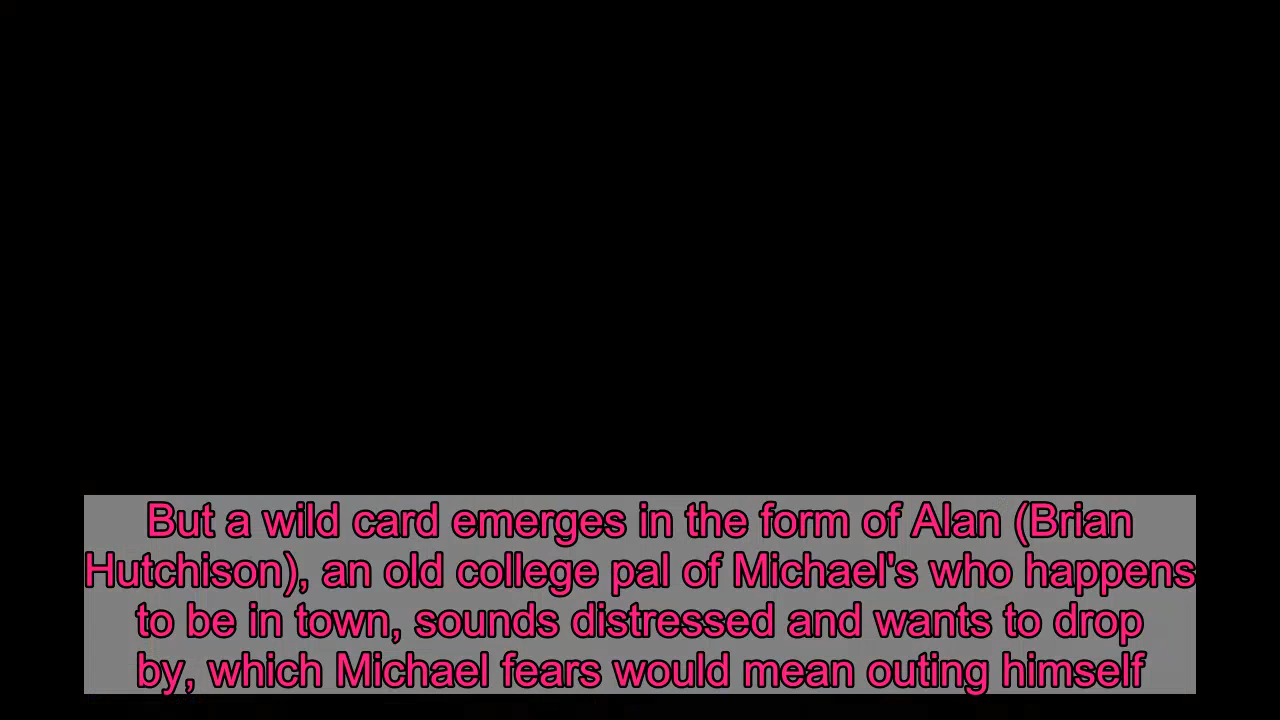 But a wild card emerges in the form of Alan (Brian
Hutchison), an old college pal of Michael's who happens
to be in town, sounds distressed and wants to drop
by, which Michael fears would mean outing himself